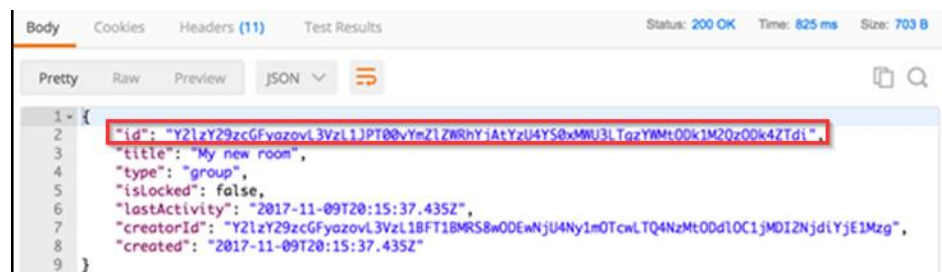 Body Cookies Headers (11) Test Results Status: 200 OK Time: 825 ms Size: 703 B
Pretty Raw Preview JSON
1 {
2 "id": "Y2lzY29zcGFyazovL3VzL1JPT00vYmZlZWRhYjAtYzU4YS0xMWU3LTgzYWMtODk1M2QzODk4ZTdi",
3 "title": "My new room",
4 "type": "group",
5 "isLocked": false,
6 "lastActivity": "2017-11-09T20:15:37.435Z",
7 "creatorId": "Y2lzY29zcGFyazovL3VzL1BFT1BMRS8wODEwNjU4Ny1mOTcwLTQ4NzMtODdlOC1jMDI2NjdiYjE1Mzg",
8 "created": "2017-11-09T20:15:37.435Z"
9 }